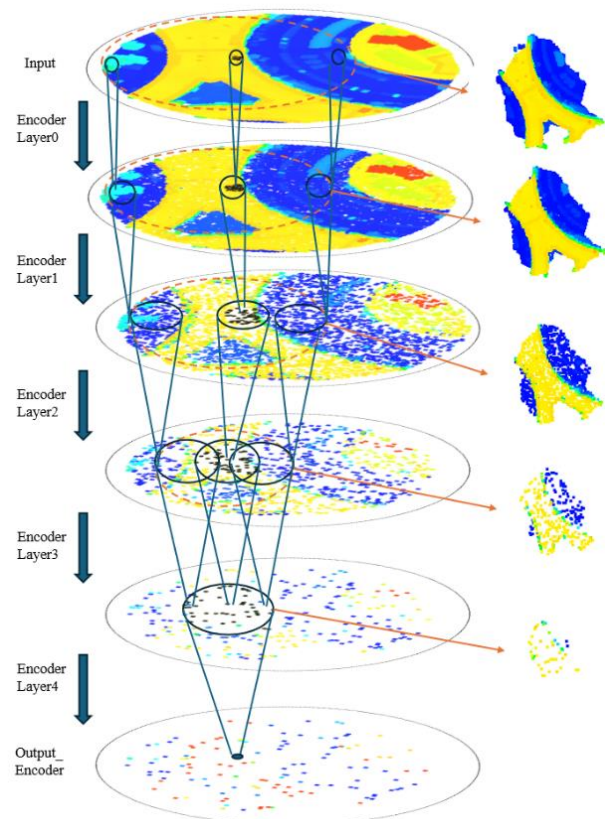 Input
Encoder
Layer0
Encoder
Layer1
Encoder
Layer2
Encoder
Layer3
Encoder
Layer4
Output_
Encoder